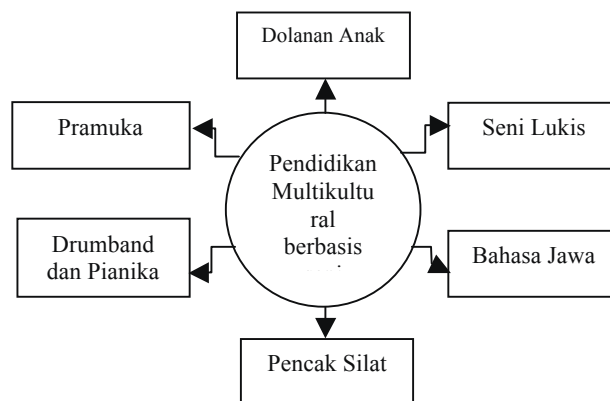 Dolanan Anak
Pramuka
Seni Lukis
Pendidikan
Multikultu
ral
berbasis
Drumband
dan Pianika
Bahasa Jawa
Pencak Silat